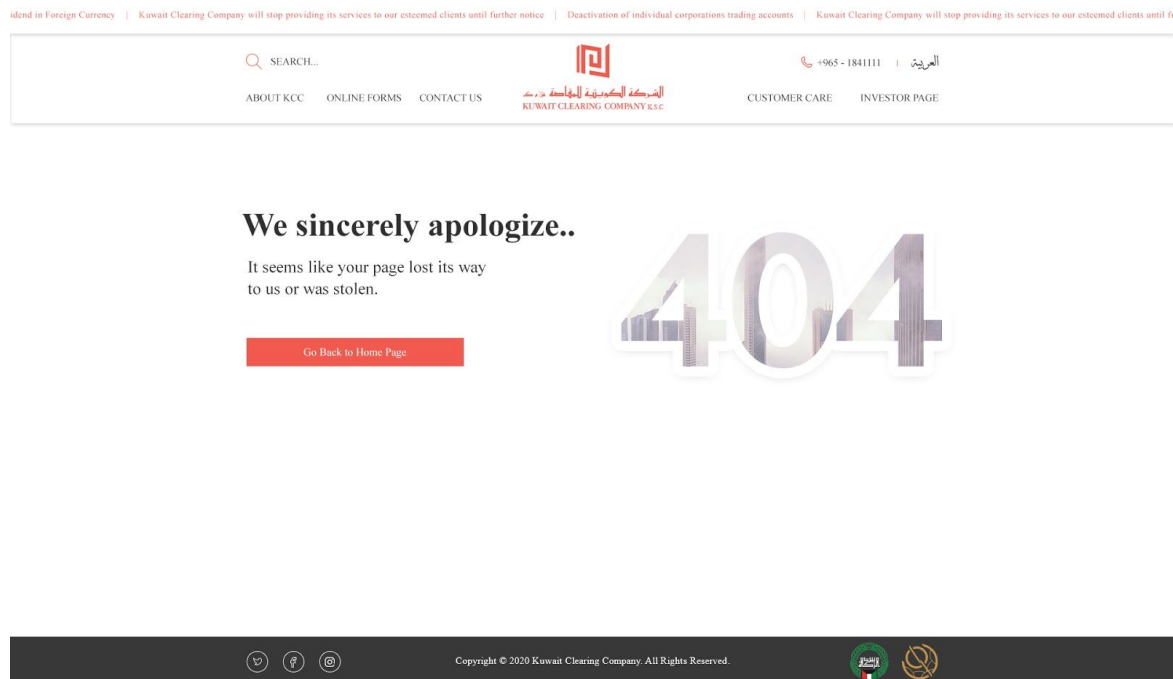 idend in Foreign Currency | Kuwait Clearing Company will stop providing its services to our esteemed clients until further notice | Deactivation of individual corporations trading accounts | Kuwait Clearing Company will stop providing its services to our esteemed clients until fu
SEARCH...
+965 - 1841111 | العربية
ABOUT KCC ONLINE FORMS CONTACT US
الشركة الكويتية للمقاصة
KUWAIT CLEARING COMPANY K.S.C
CUSTOMER CARE INVESTOR PAGE
We sincerely apologize..
It seems like your page lost its way
to us or was stolen.
Go Back to Home Page
404
Copyright © 2020 Kuwait Clearing Company. All Rights Reserved.